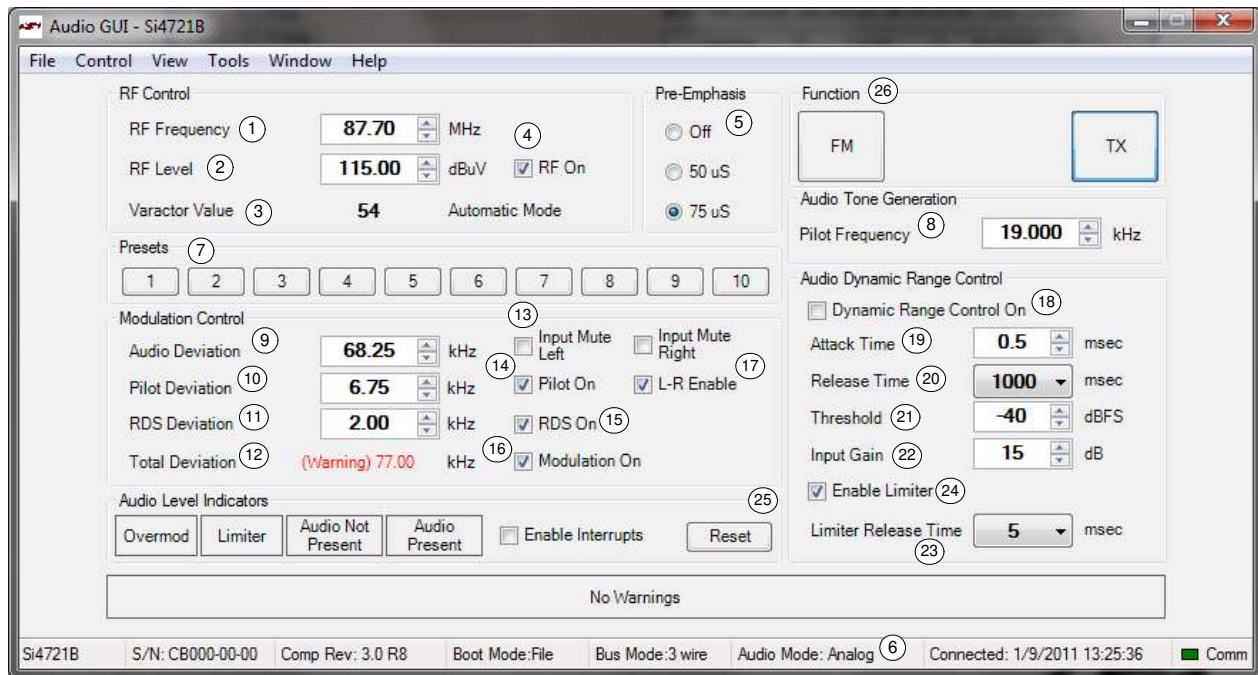 Audio GUI - Si4721B
File Control View Tools Window Help
RF Control
RF Frequency 1 87.70 MHz
RF Level 2 115.00 dBuV 4 RF On
Varactor Value 3 54 Automatic Mode
Pre-Emphasis
Off 5
50 uS
75 uS
Function 26
FM TX
Audio Tone Generation
Pilot Frequency 8 19.000 kHz
Presets 7
1 2 3 4 5 6 7 8 9 10
Modulation Control
Audio Deviation 9 68.25 kHz 13 Input Mute Left Input Mute Right
Pilot Deviation 10 6.75 kHz 14 Pilot On L-R Enable 17
RDS Deviation 11 2.00 kHz RDS On 15
Total Deviation 12 (Warning) 77.00 kHz 16 Modulation On
Audio Dynamic Range Control
Dynamic Range Control On 18
Attack Time 19 0.5 msec
Release Time 20 1000 msec
Threshold 21 -40 dBFS
Input Gain 22 15 dB
Enable Limiter 24
Limiter Release Time 23 5 msec
Audio Level Indicators 25
Overmod Limiter Audio Not Present Audio Present Enable Interrupts Reset
No Warnings
Si4721B S/N: CB000-00-00 Comp Rev: 3.0 R8 Boot Mode:File Bus Mode:3 wire Audio Mode: Analog 6 Connected: 1/9/2011 13:25:36 Comm